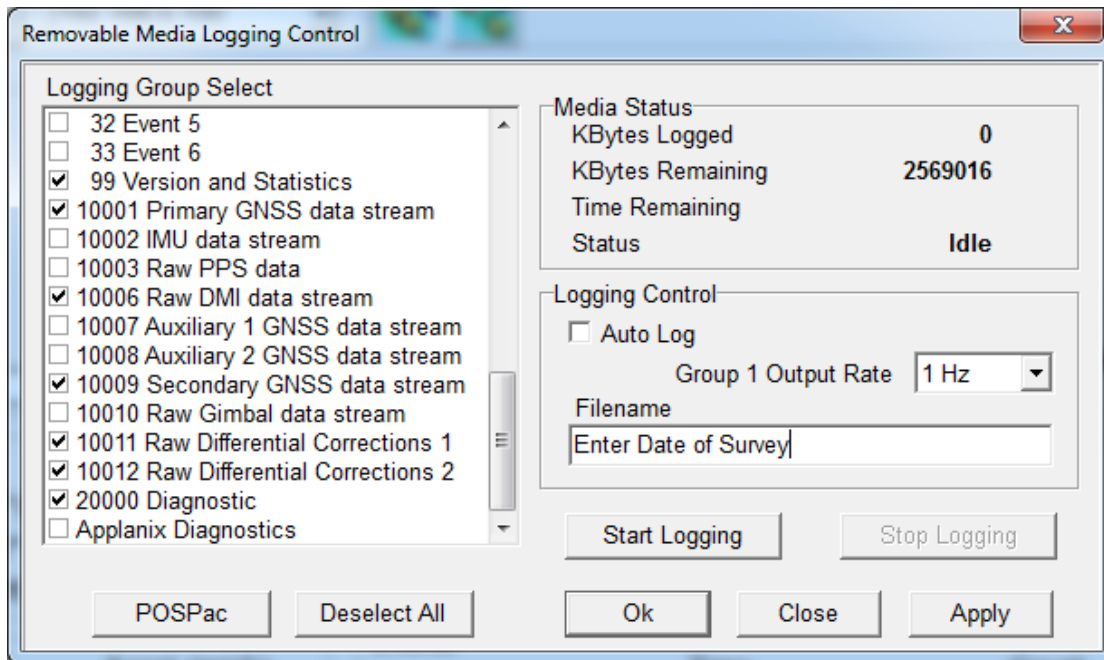 Removable Media Logging Control
X
Logging Group Select
32 Event 5
33 Event 6
99 Version and Statistics
10001 Primary GNSS data stream
10002 IMU data stream
10003 Raw PPS data
10006 Raw DMI data stream
10007 Auxiliary 1 GNSS data stream
10008 Auxiliary 2 GNSS data stream
10009 Secondary GNSS data stream
10010 Raw Gimbal data stream
10011 Raw Differential Corrections 1
10012 Raw Differential Corrections 2
20000 Diagnostic
Applanix Diagnostics
POSPac
Deselect All
Media Status
KBytes Logged 0
KBytes Remaining 2569016
Time Remaining
Status Idle
Logging Control
Auto Log
Group 1 Output Rate 1 Hz
Filename
Enter Date of Survey
Start Logging
Stop Logging
Ok
Close
Apply